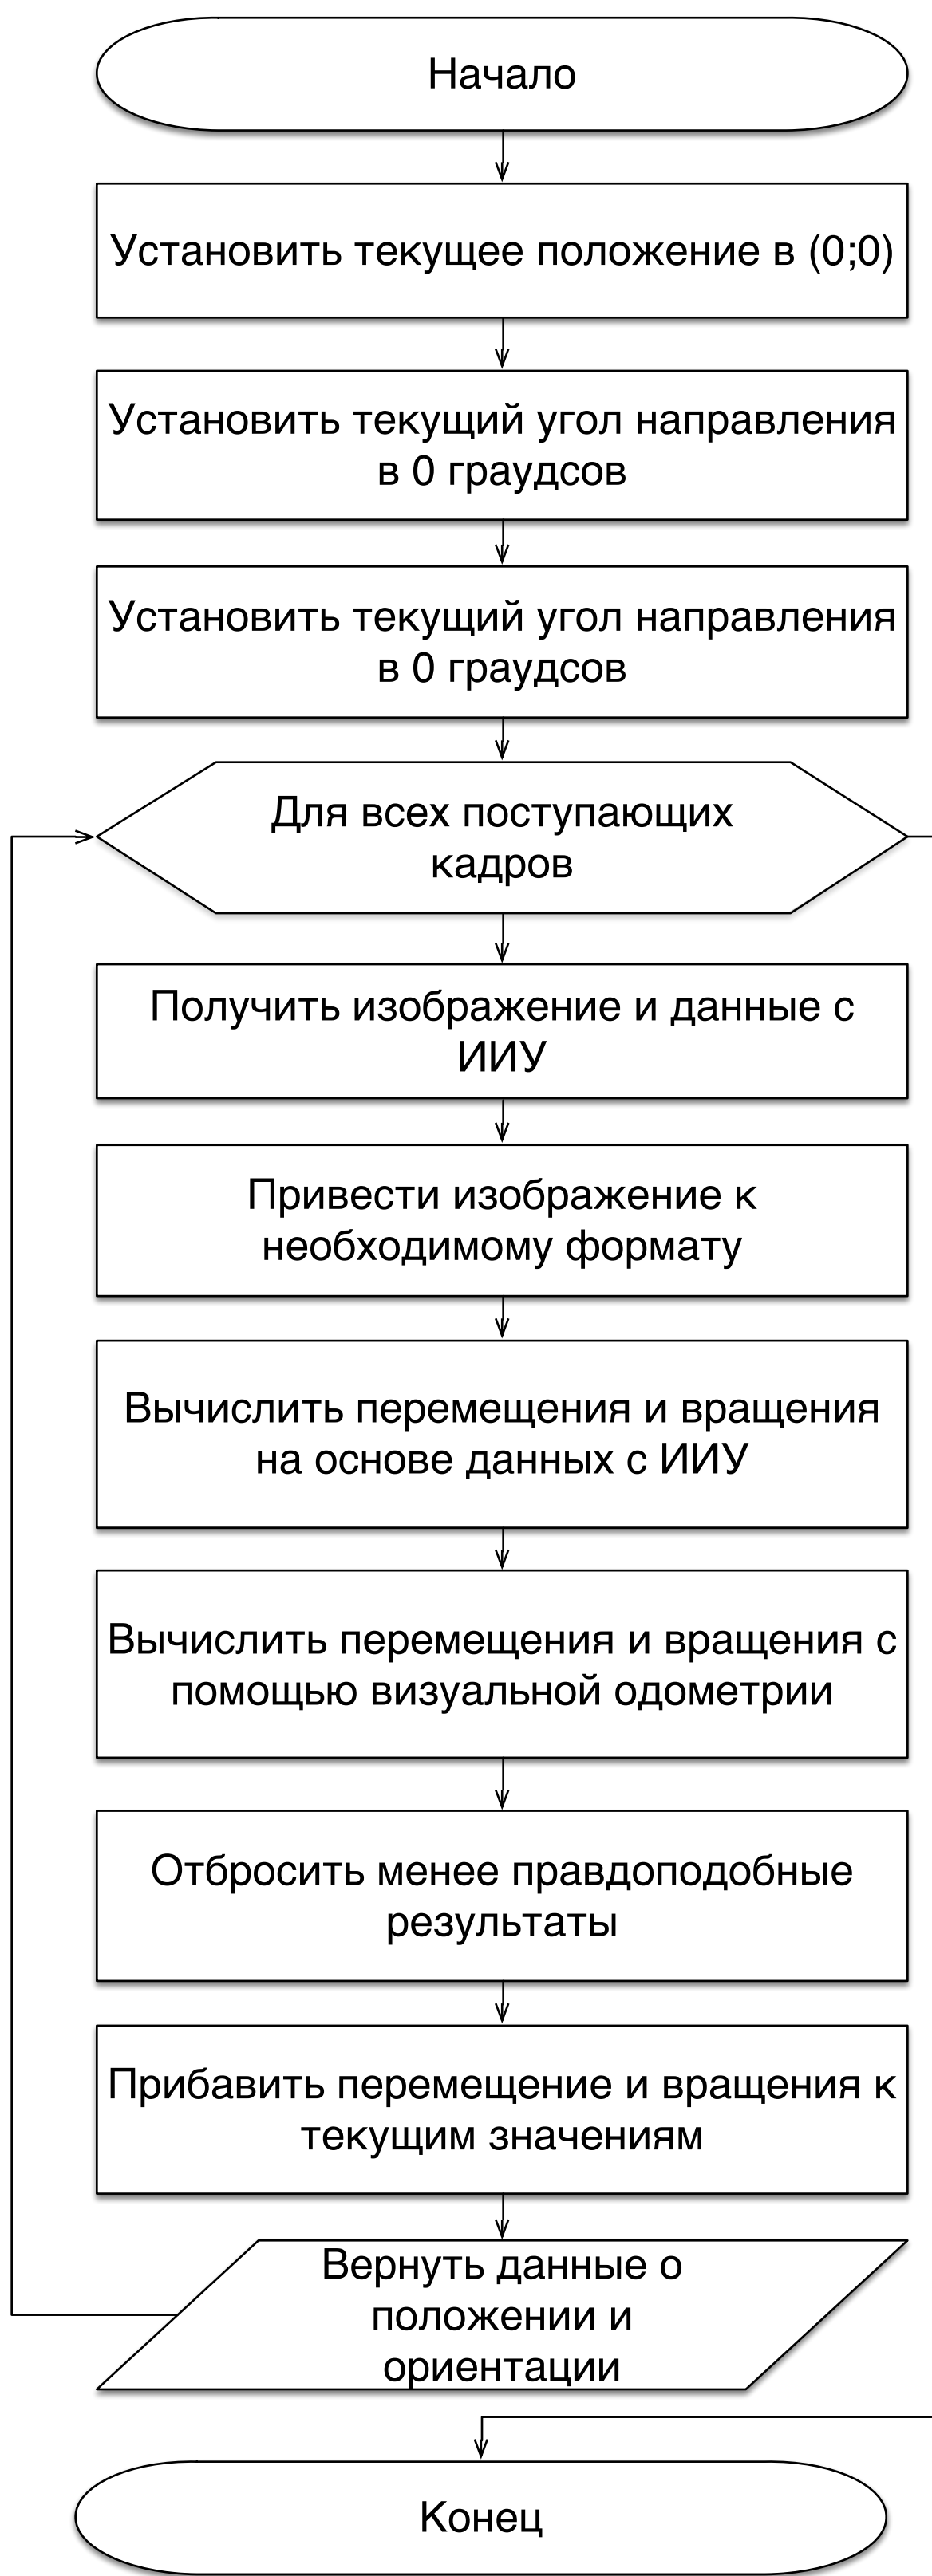 Начало
Установить текущее положение в (0;0)
Установить текущий угол направления
в 0 граудсов
Установить текущий угол направления
в 0 граудсов
Для всех поступающих
кадров
Получить изображение и данные с
ИИУ
Привести изображение к
необходимому формату
Вычислить перемещения и вращения
на основе данных с ИИУ
Вычислить перемещения и вращения с
помощью визуальной одометрии
Отбросить менее правдоподобные
результаты
Прибавить перемещение и вращения к
текущим значениям
Вернуть данные о
положении и
ориентации
Конец